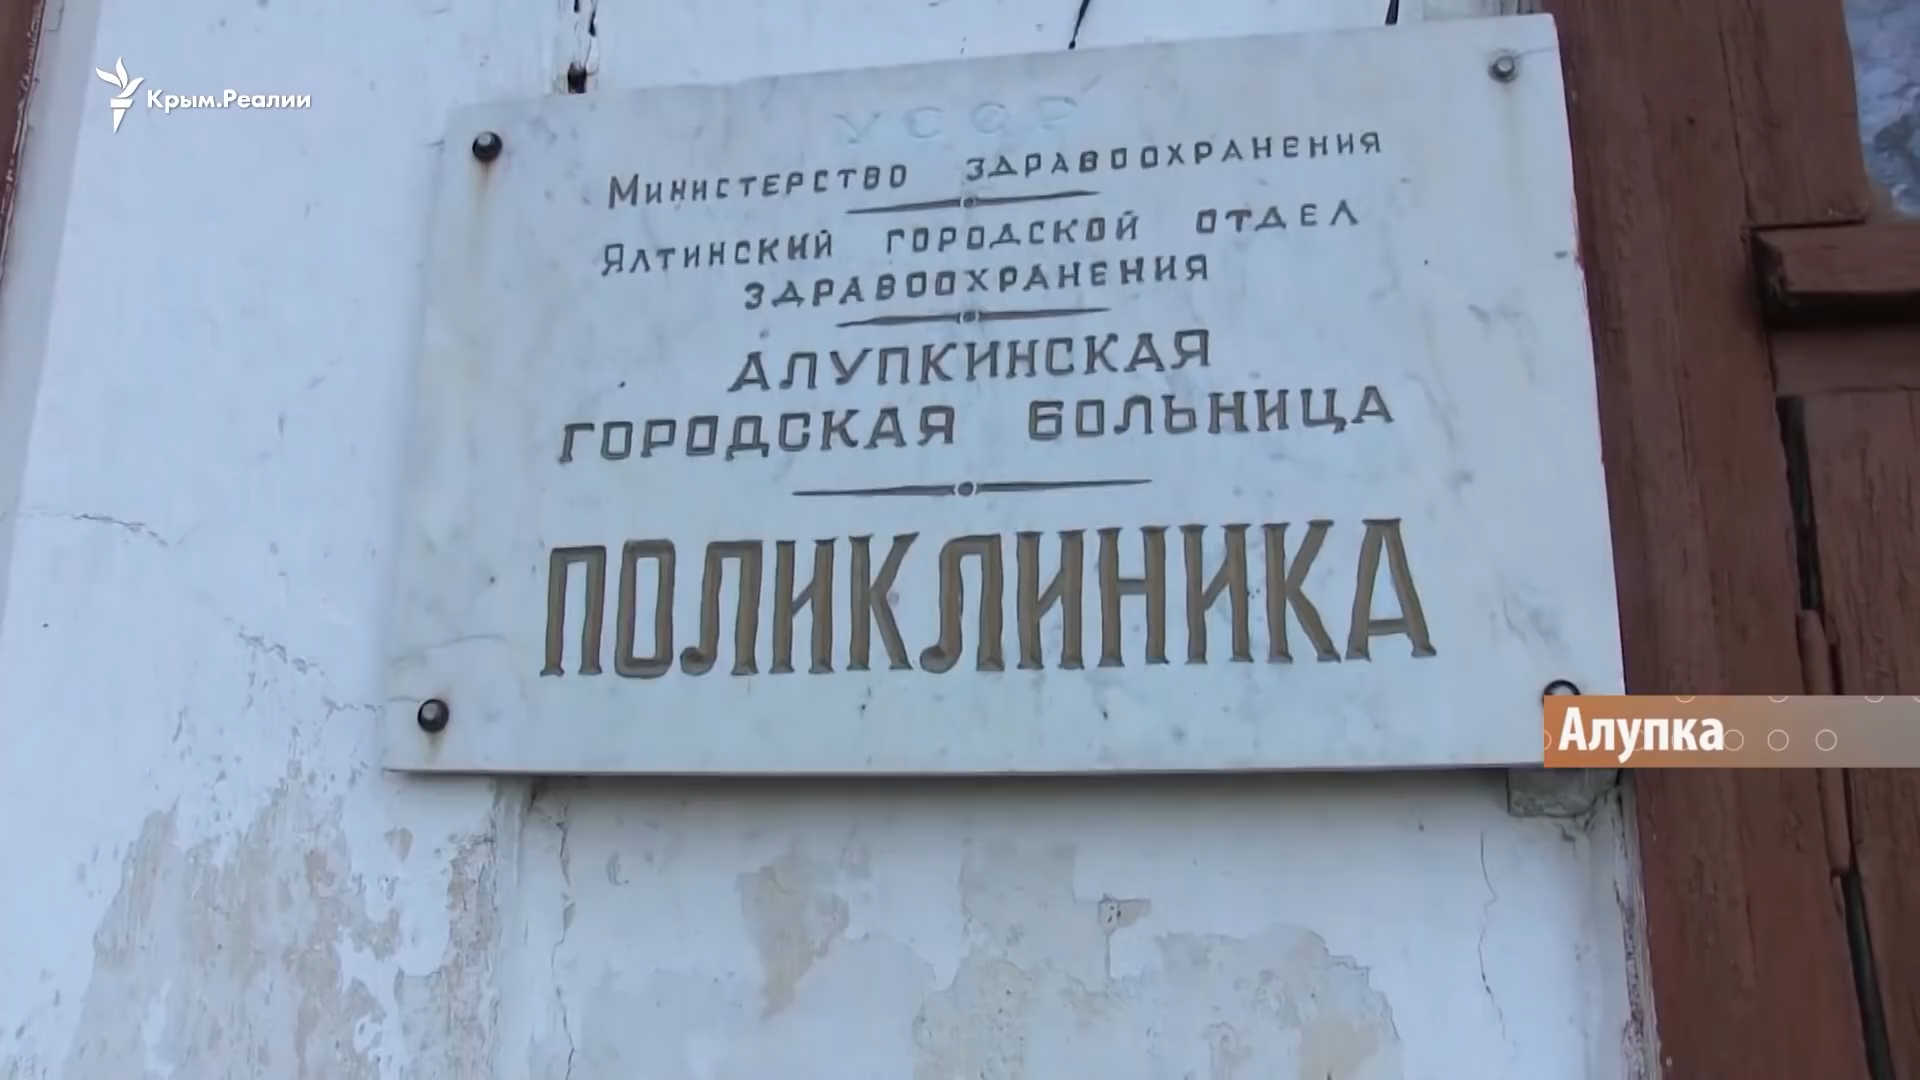 Крым.Реалии
УССР
Министерство здравоохранения
Ялтинский городской отдел
здравоохранения
АЛУПКИНСКАЯ
ГОРОДСКАЯ БОЛЬНИЦА
ПОЛИКЛИНИКА
Алупка